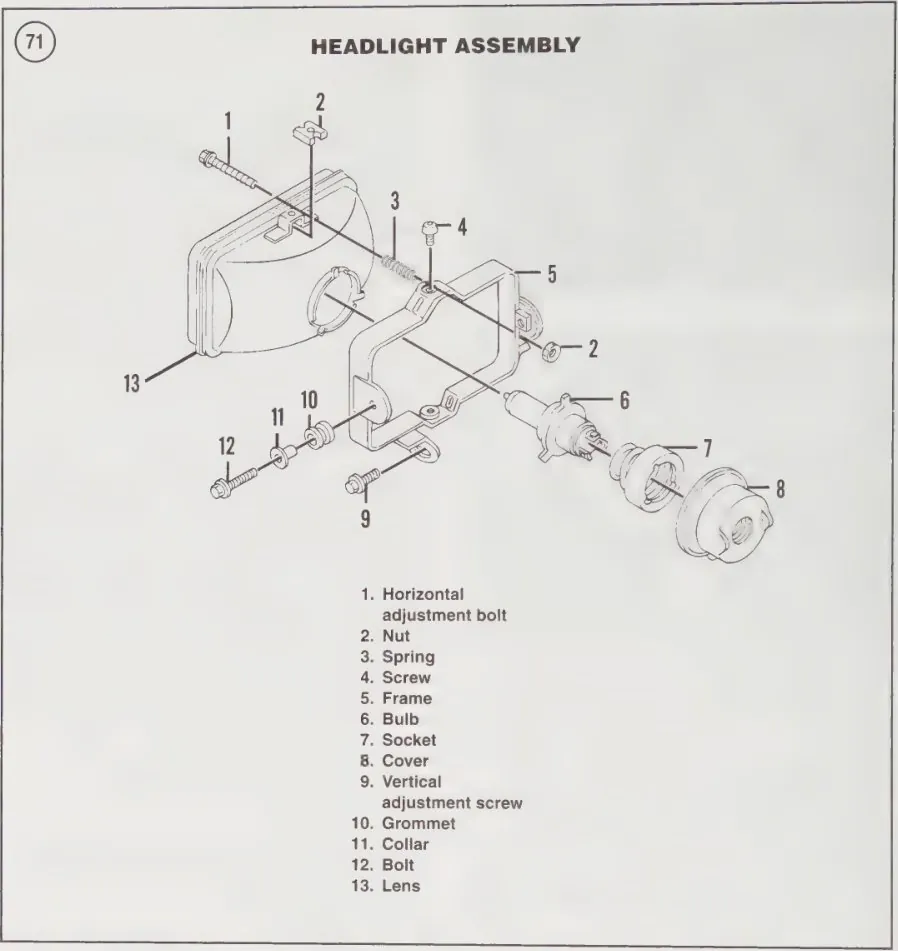 71
HEADLIGHT ASSEMBLY
1
2
3
4
5
2
13
10
11
12
6
7
8
9
1. Horizontal
adjustment bolt
2. Nut
3. Spring
4. Screw
5. Frame
6. Bulb
7. Socket
8. Cover
9. Vertical
adjustment screw
10. Grommet
11. Collar
12. Bolt
13. Lens